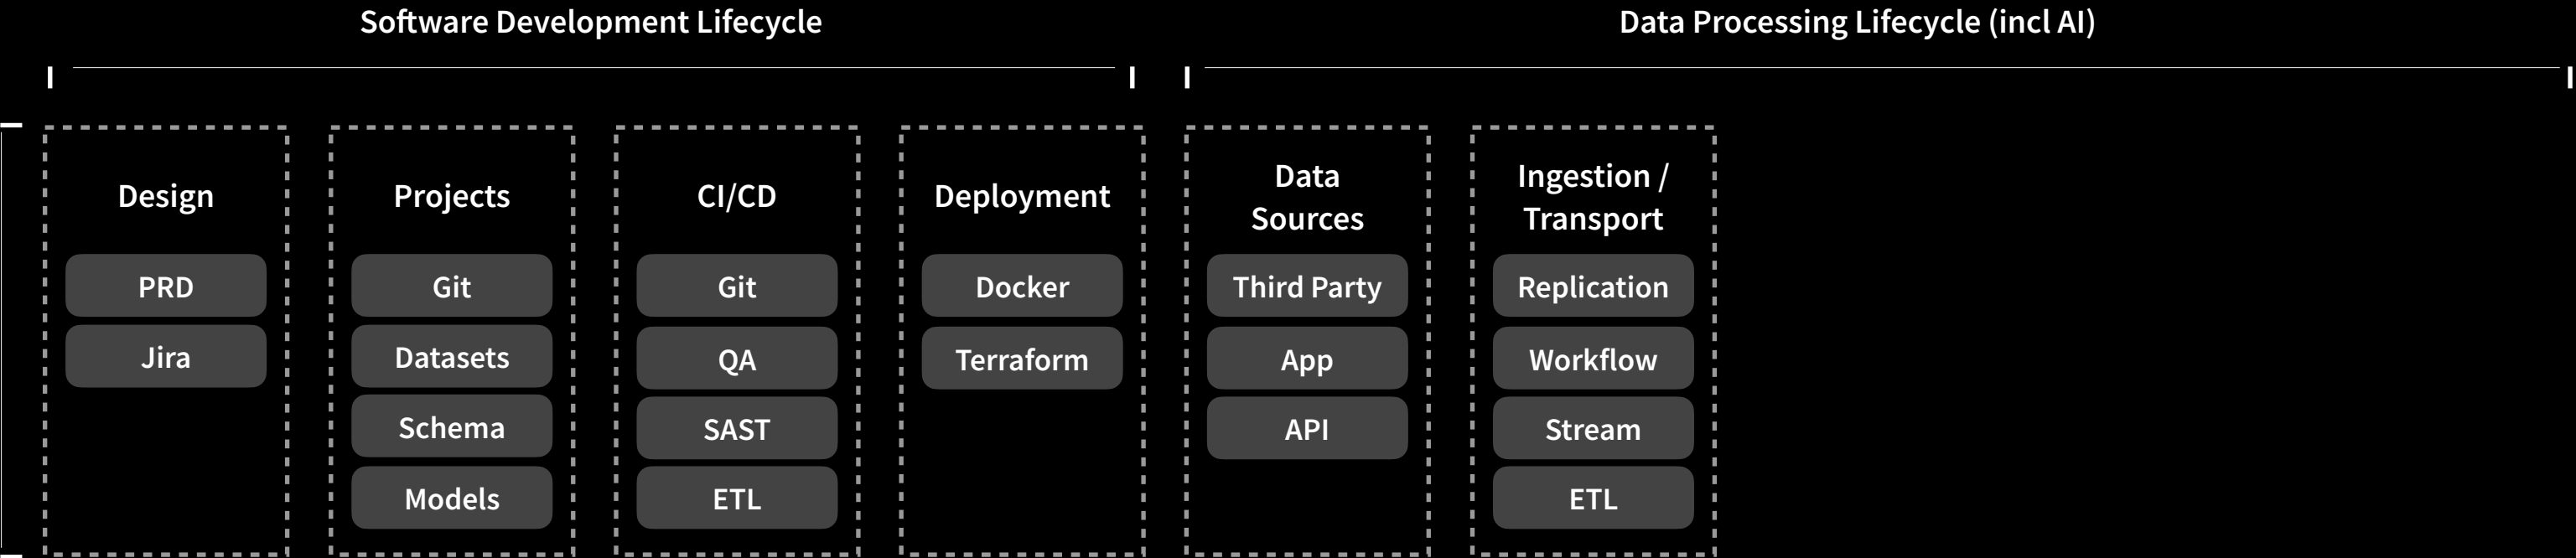 Software Development Lifecycle
Data Processing Lifecycle (incl AI)
Design
PRD
Jira
Projects
Git
Datasets
Schema
Models
CI/CD
Git
QA
SAST
ETL
Deployment
Docker
Terraform
Data
Sources
Third Party
App
API
Ingestion /
Transport
Replication
Workflow
Stream
ETL